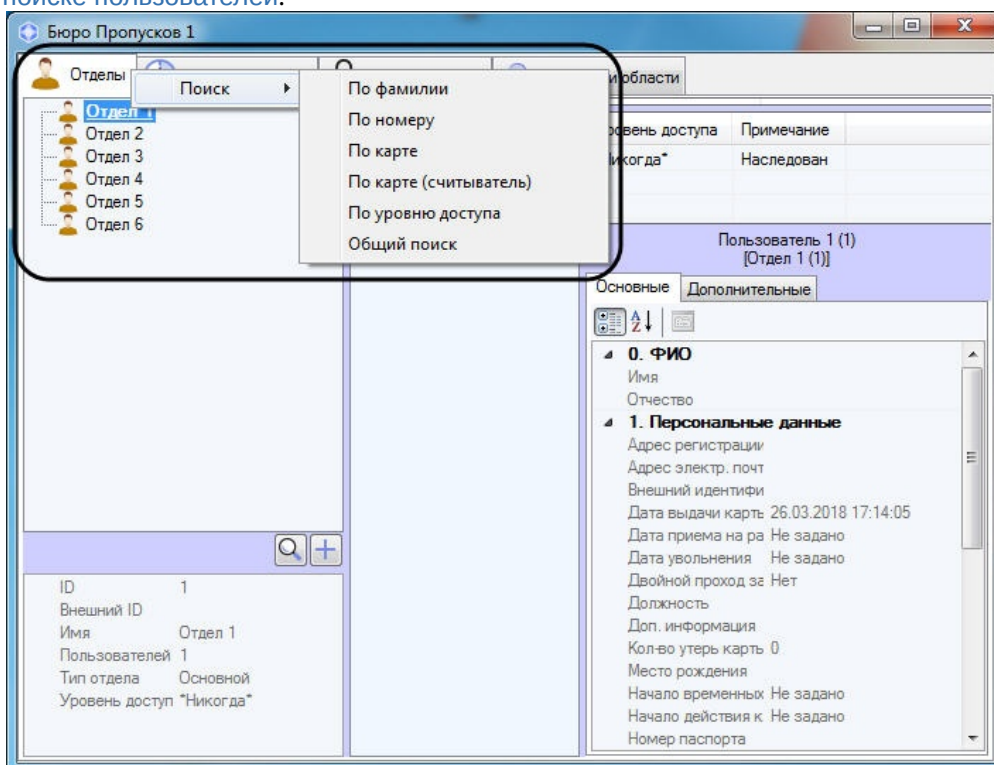 поиске пользователей.
Бюро Пропусков 1
Отделы
области
Поиск
По фамилии
По номеру
По карте
По карте (считыватель)
По уровню доступа
Общий поиск
Отдел 1
Отдел 2
Отдел 3
Отдел 4
Отдел 5
Отдел 6
доступа Примечание
Наследован
Пользователь 1 (1)
[Отдел 1 (1)]
Основные Дополнительные
0. ФИО
Имя
Отчество
1. Персональные данные
Адрес регистрации
Адрес электр. почт
Внешний идентифи
Дата выдачи карть 26.03.2018 17:14:05
Дата приема на ра Не задано
Дата увольнения Не задано
Двойной проход за Нет
Должность
Доп. информация
Кол-во утерь карть 0
Место рождения
Начало временных Не задано
Начало действия к Не задано
Номер паспорта
ID 1
Внешний ID
Имя Отдел 1
Пользователей 1
Тип отдела Основной
Уровень доступ *Никогда*